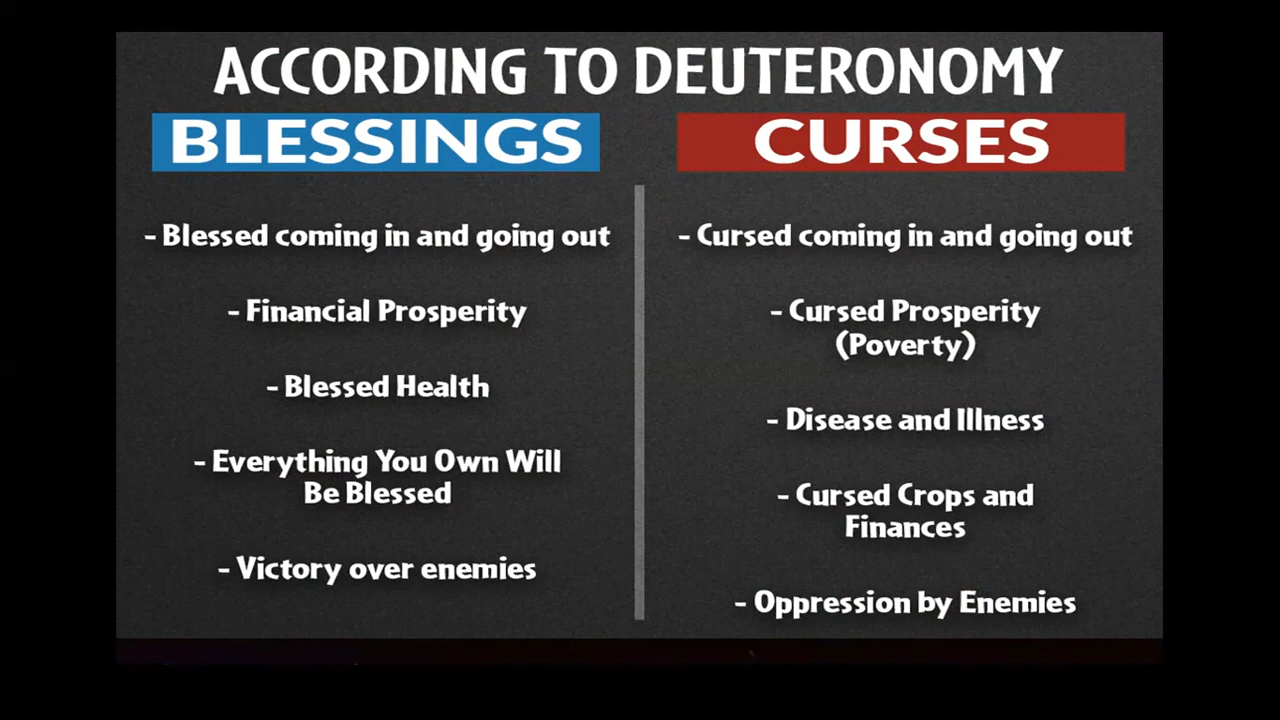 ACCORDING TO DEUTERONOMY
BLESSINGS
- Blessed coming in and going out
- Financial Prosperity
- Blessed Health
- Everything You Own Will
Be Blessed
- Victory over enemies
CURSES
- Cursed coming in and going out
- Cursed Prosperity
(Poverty)
- Disease and Illness
- Cursed Crops and
Finances
- Oppression by Enemies